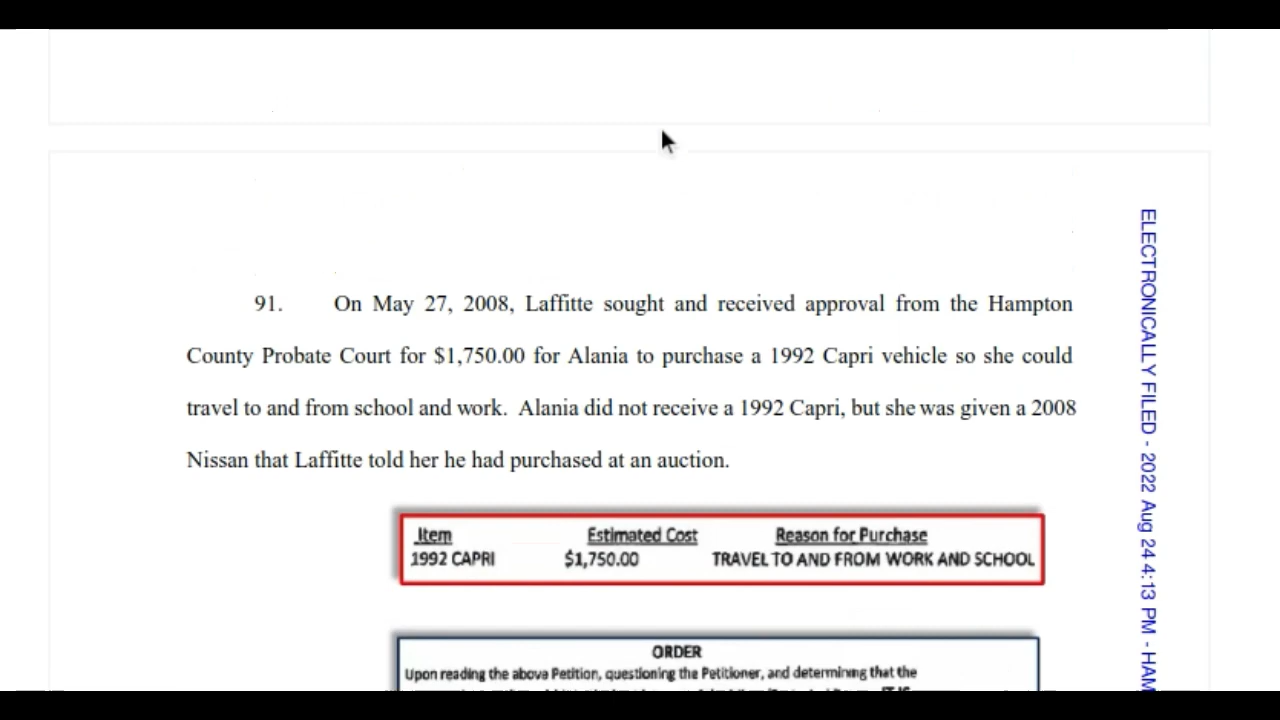 91. On May 27, 2008, Laffitte sought and received approval from the Hampton
County Probate Court for $1,750.00 for Alania to purchase a 1992 Capri vehicle so she could
travel to and from school and work. Alania did not receive a 1992 Capri, but she was given a 2008
Nissan that Laffitte told her he had purchased at an auction.
Item Estimated Cost Reason for Purchase
1992 CAPRI $1,750.00 TRAVEL TO AND FROM WORK AND SCHOOL
ORDER
Upon reading the above Petition, questioning the Petitioner, and determining that the
ELECTRONICALLY FILED - 2022 Aug 24 4:13 PM - HAM